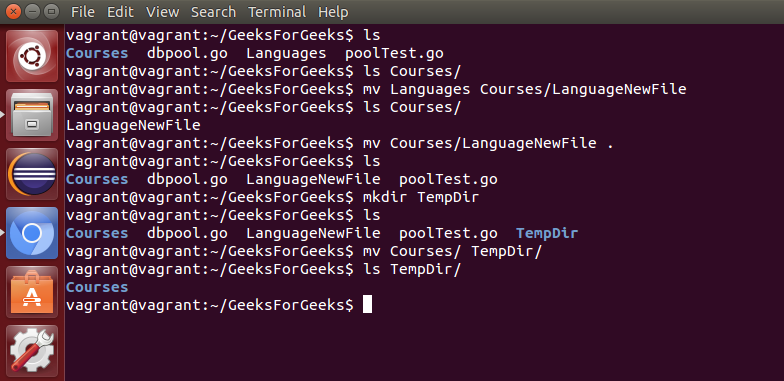 File Edit View Search Terminal Help
vagrant@vagrant:~/GeeksForGeeks$ ls
Courses dbpool.go Languages poolTest.go
vagrant@vagrant:~/GeeksForGeeks$ ls Courses/
vagrant@vagrant:~/GeeksForGeeks$ mv Languages Courses/LanguageNewFile
vagrant@vagrant:~/GeeksForGeeks$ ls Courses/
LanguageNewFile
vagrant@vagrant:~/GeeksForGeeks$ mv Courses/LanguageNewFile .
vagrant@vagrant:~/GeeksForGeeks$ ls
Courses dbpool.go LanguageNewFile poolTest.go
vagrant@vagrant:~/GeeksForGeeks$ mkdir TempDir
vagrant@vagrant:~/GeeksForGeeks$ ls
Courses dbpool.go LanguageNewFile poolTest.go TempDir
vagrant@vagrant:~/GeeksForGeeks$ mv Courses/ TempDir/
vagrant@vagrant:~/GeeksForGeeks$ ls TempDir/
Courses
vagrant@vagrant:~/GeeksForGeeks$